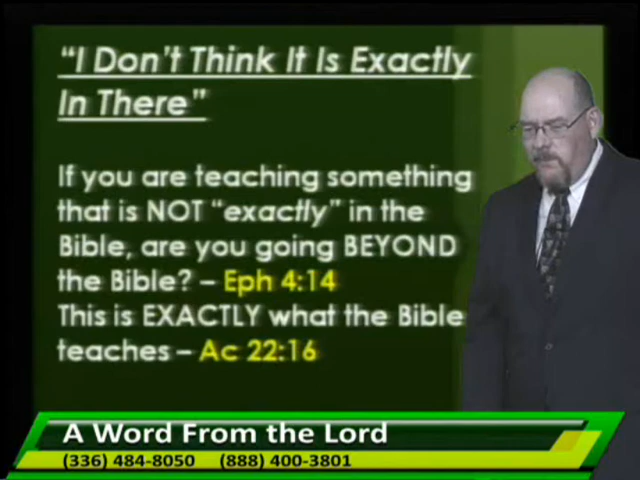 “I Don’t Think It Is Exactly
In There”
If you are teaching something
that is NOT “exactly” in the
Bible, are you going BEYOND
the Bible? – Eph 4:14
This is EXACTLY what the Bible
teaches – Ac 22:16
A Word From the Lord
(336) 484-8050 (888) 400-3801